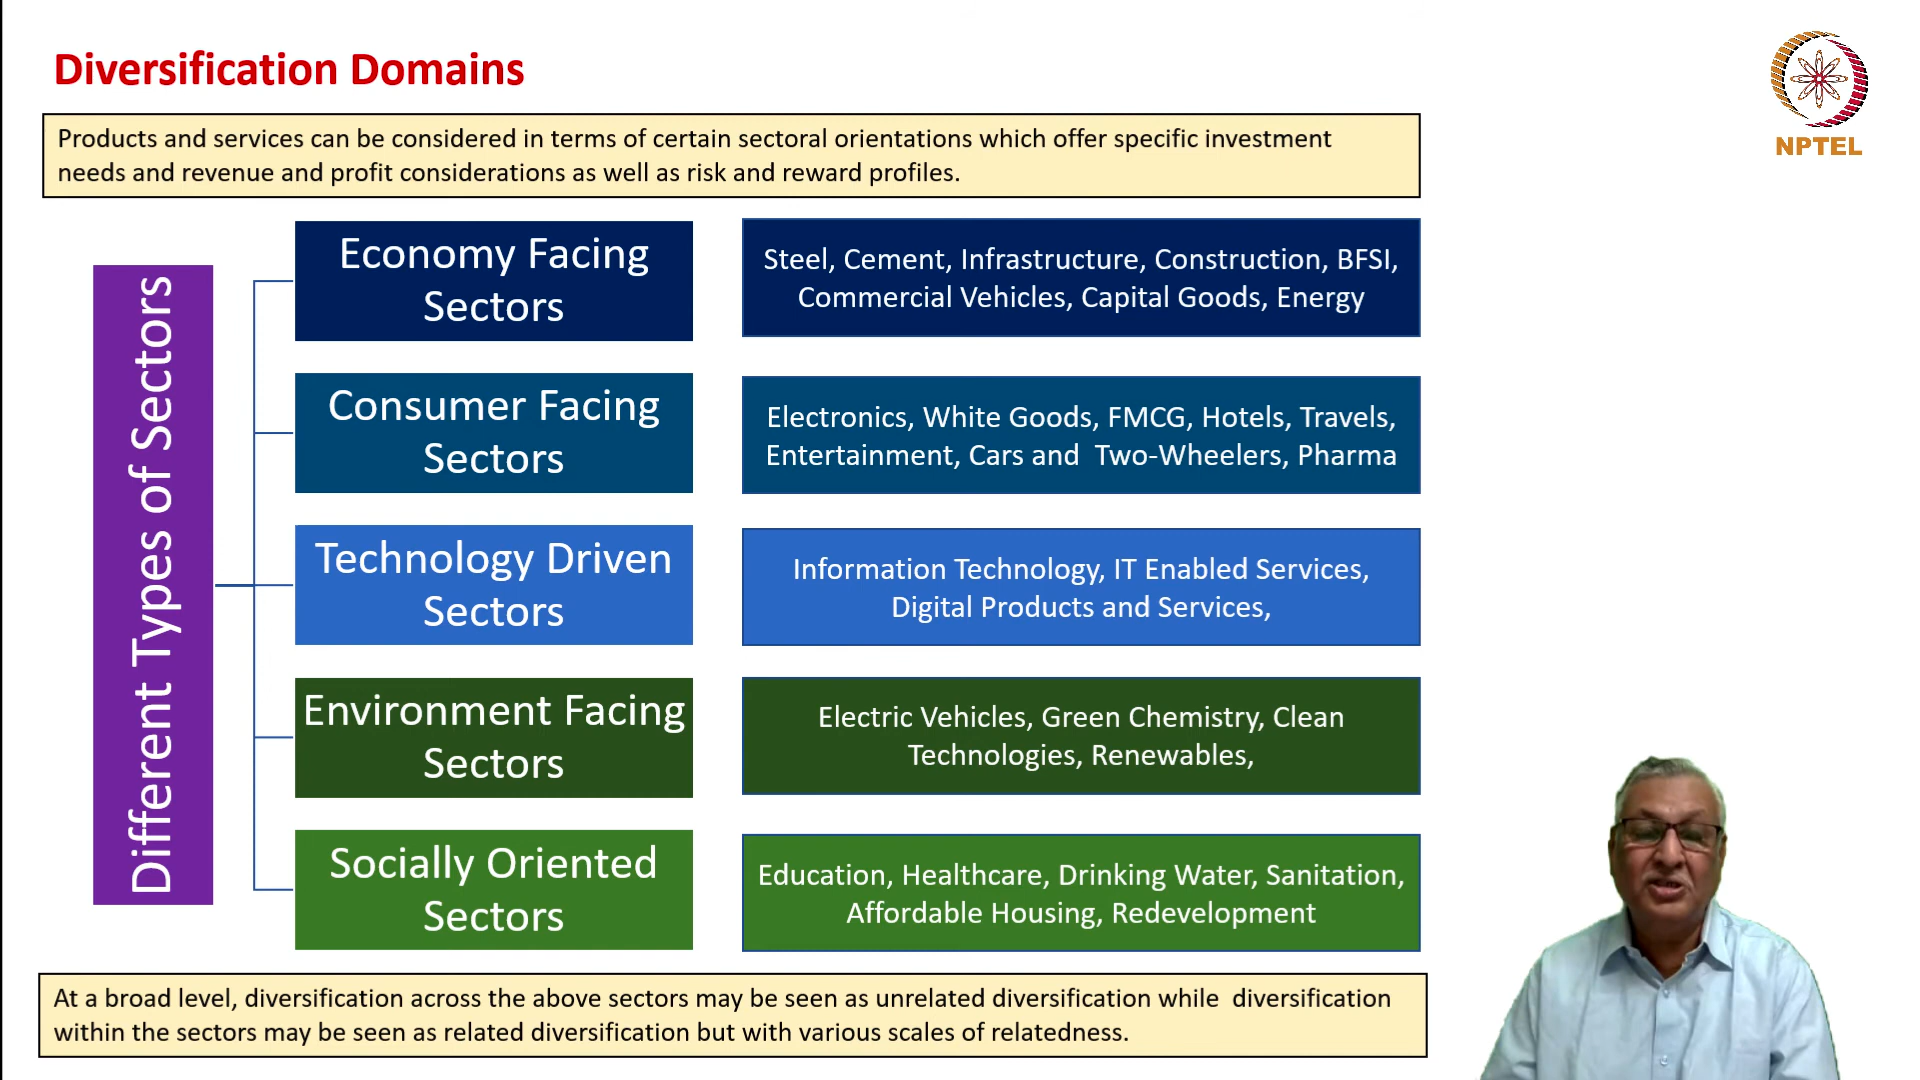 Diversification Domains
NPTEL
Products and services can be considered in terms of certain sectoral orientations which offer specific investment
needs and revenue and profit considerations as well as risk and reward profiles.
Different Types of Sectors
Economy Facing
Sectors
Steel, Cement, Infrastructure, Construction, BFSI,
Commercial Vehicles, Capital Goods, Energy
Consumer Facing
Sectors
Electronics, White Goods, FMCG, Hotels, Travels,
Entertainment, Cars and Two-Wheelers, Pharma
Technology Driven
Sectors
Information Technology, IT Enabled Services,
Digital Products and Services,
Environment Facing
Sectors
Electric Vehicles, Green Chemistry, Clean
Technologies, Renewables,
Socially Oriented
Sectors
Education, Healthcare, Drinking Water, Sanitation,
Affordable Housing, Redevelopment
At a broad level, diversification across the above sectors may be seen as unrelated diversification while diversification
within the sectors may be seen as related diversification but with various scales of relatedness.